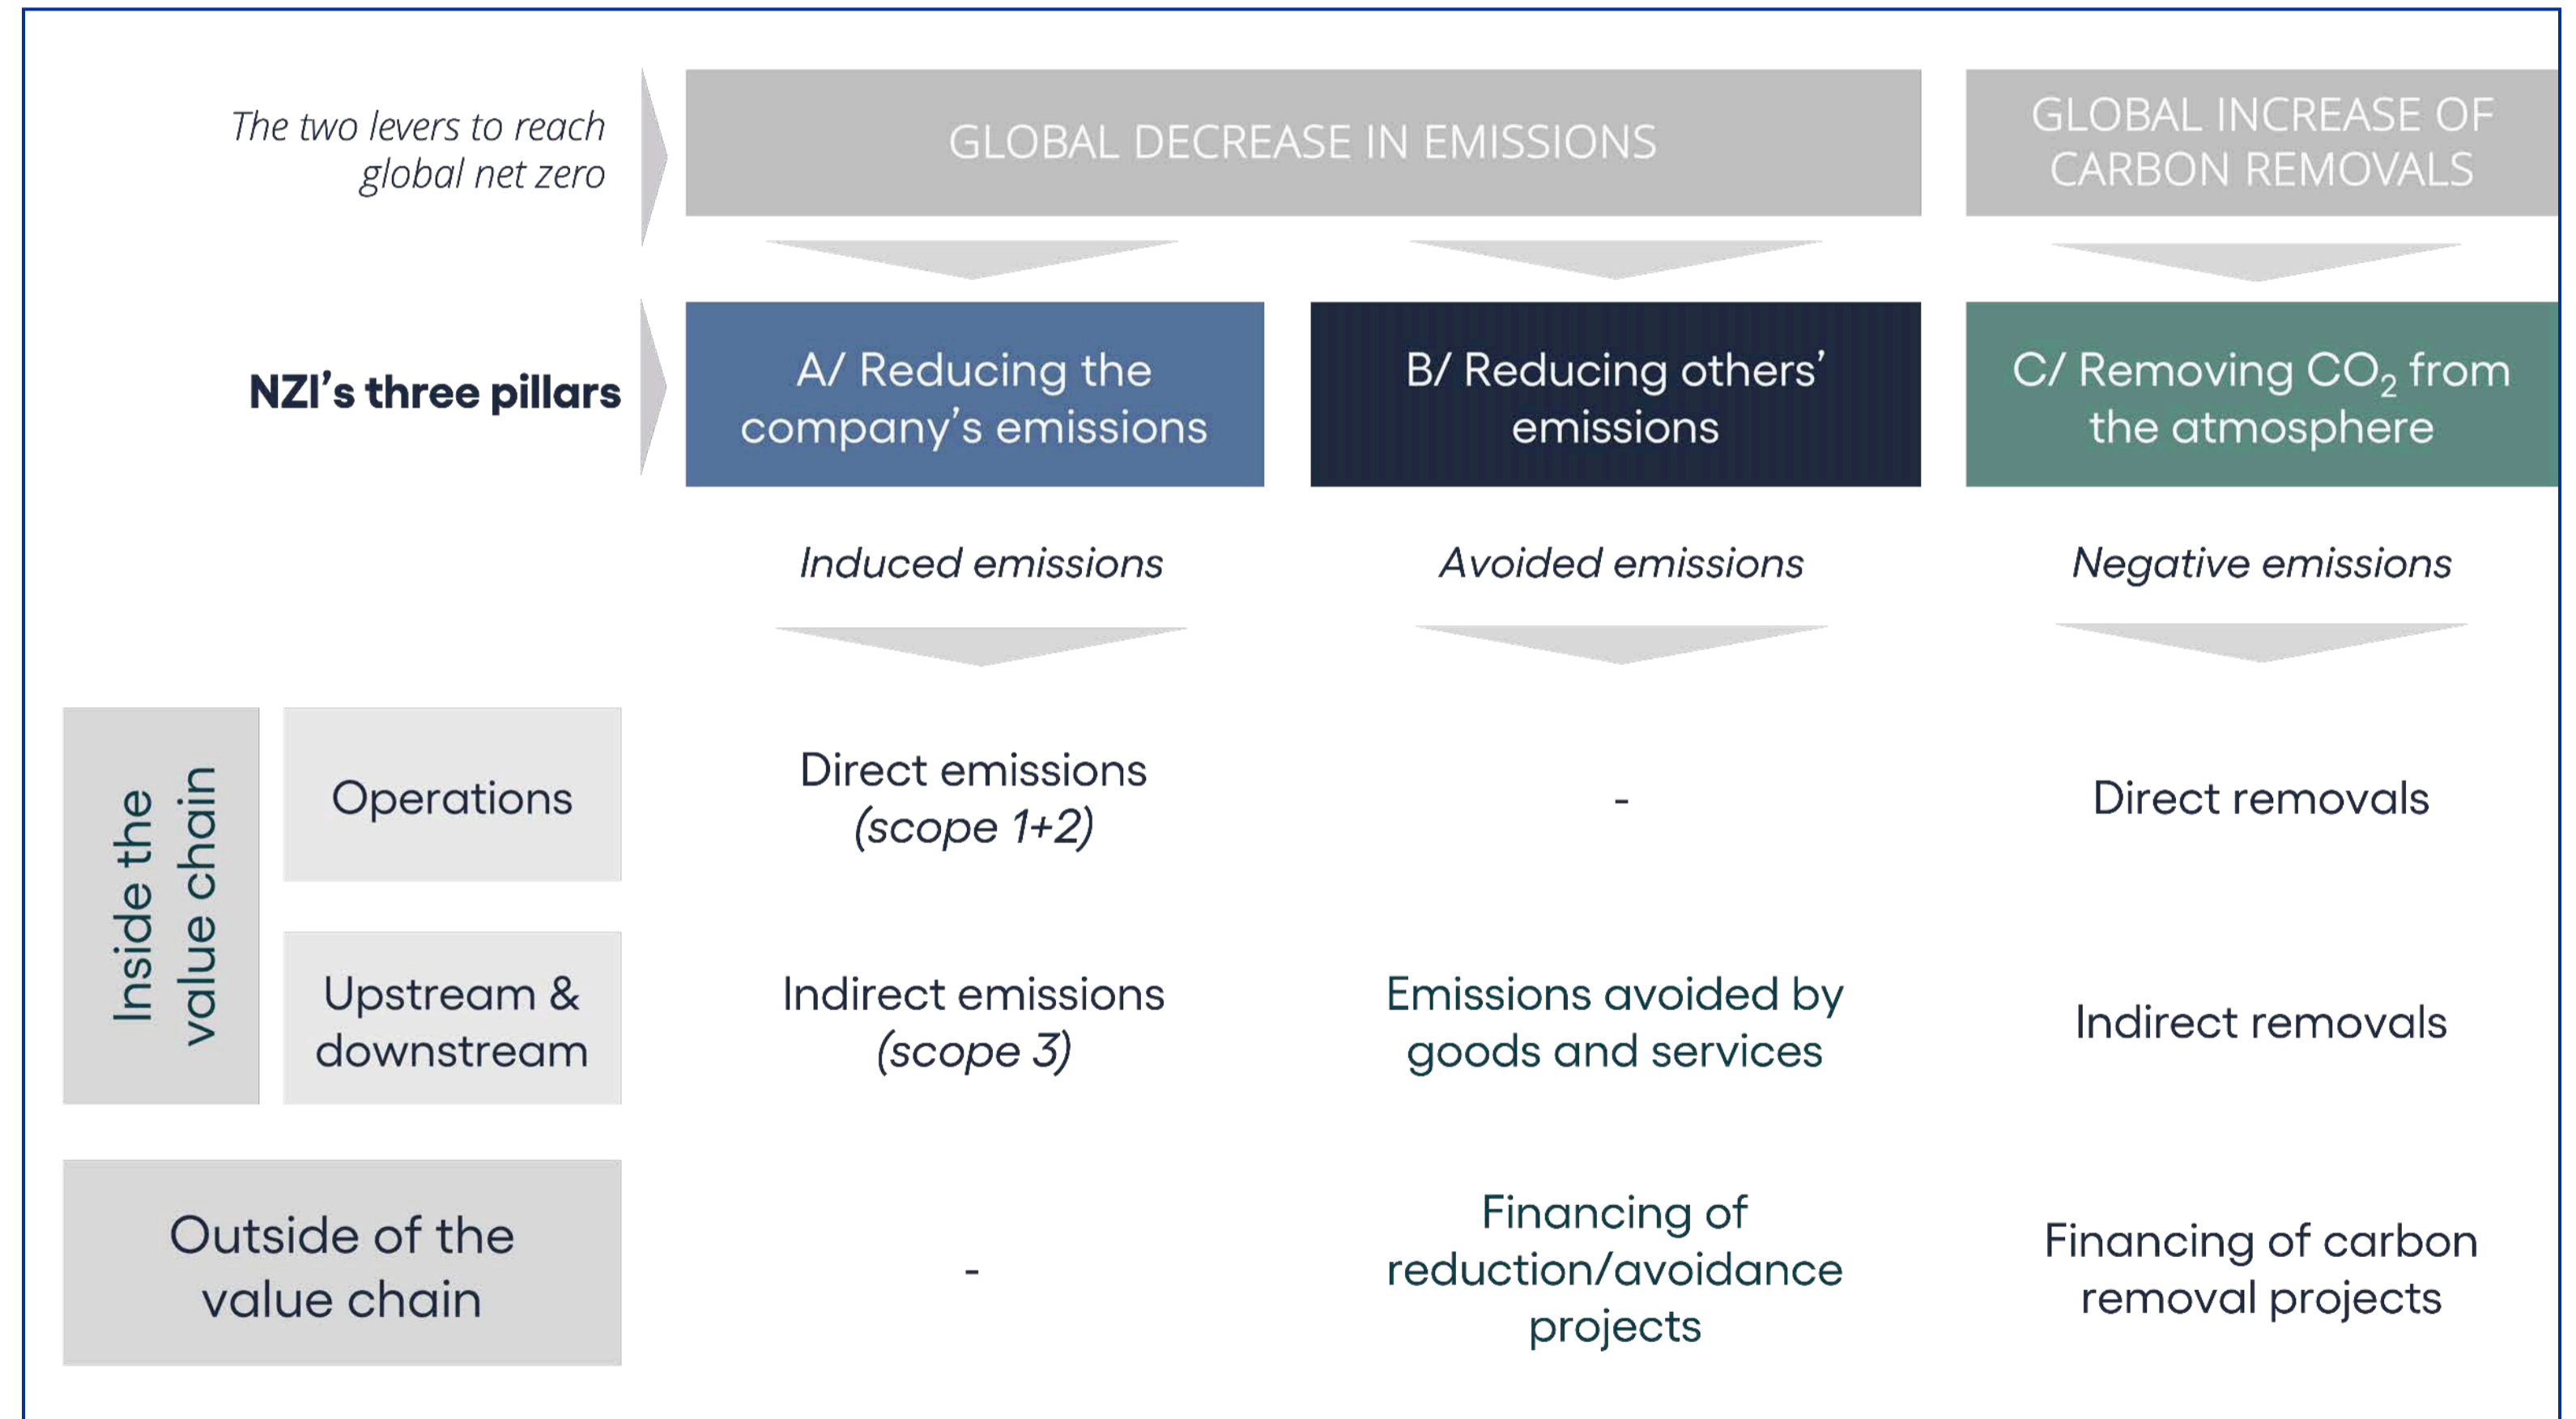 The two levers to reach
global net zero
GLOBAL DECREASE IN EMISSIONS
GLOBAL INCREASE OF
CARBON REMOVALS
NZI’s three pillars
A/ Reducing the
company’s emissions
B/ Reducing others’
emissions
C/ Removing CO₂ from
the atmosphere
Induced emissions
Avoided emissions
Negative emissions
Inside the
value chain
Operations
Direct emissions
(scope 1+2)
-
Direct removals
Upstream &
downstream
Indirect emissions
(scope 3)
Emissions avoided by
goods and services
Indirect removals
Outside of the
value chain
-
Financing of
reduction/avoidance
projects
Financing of carbon
removal projects